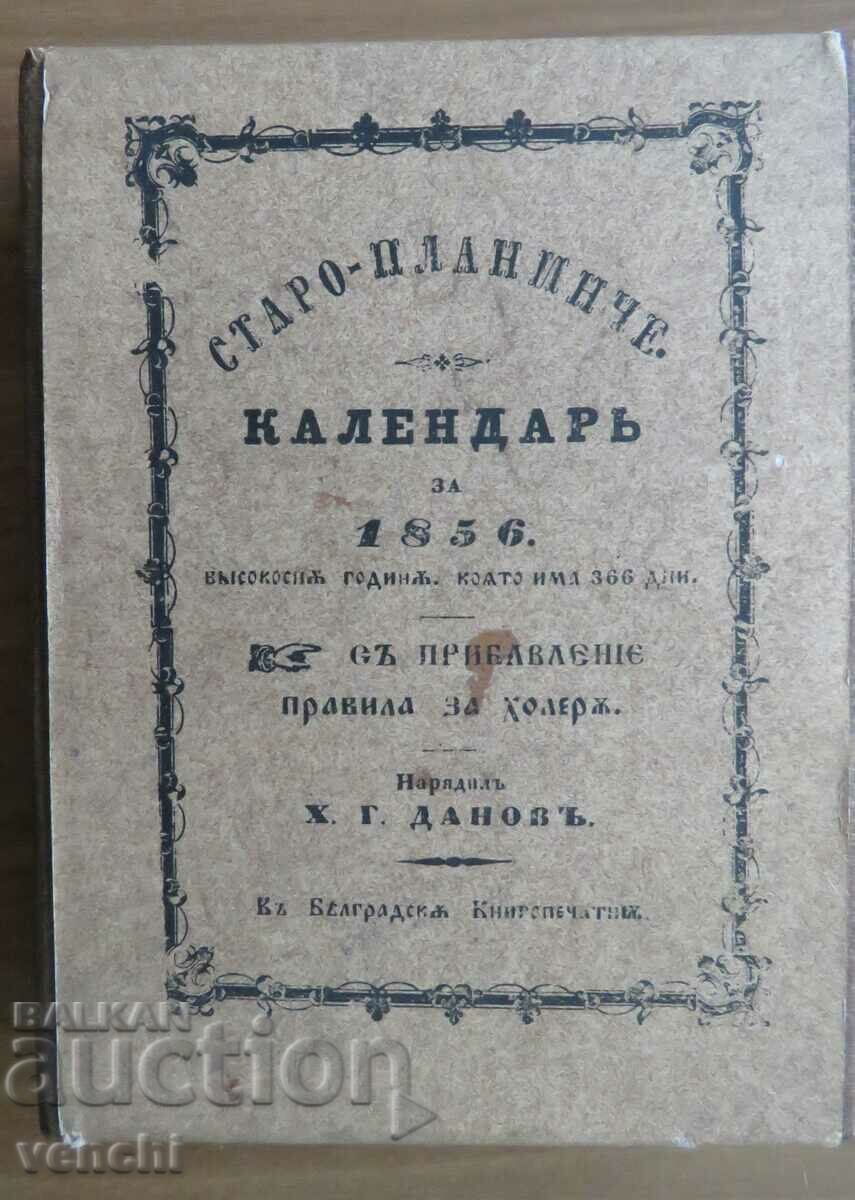 СТАРО-ПЛАНИНЧЕ.
КАЛЕНДАРЬ
ЗА
1856.
ВЫСОКОСНѪ ГОДИНѪ. КОЯТО ИМА 366 ДНИ.
СЪ ПРИБАВЛЕНІЕ
ПРАВИЛА ЗА ХОЛЕРѪ.
Нарядилъ
Х. Г. ДАНОВЪ.
Въ Бѣлградскѫ Книгопечятнѭ.
BALKAN
auction
venchi